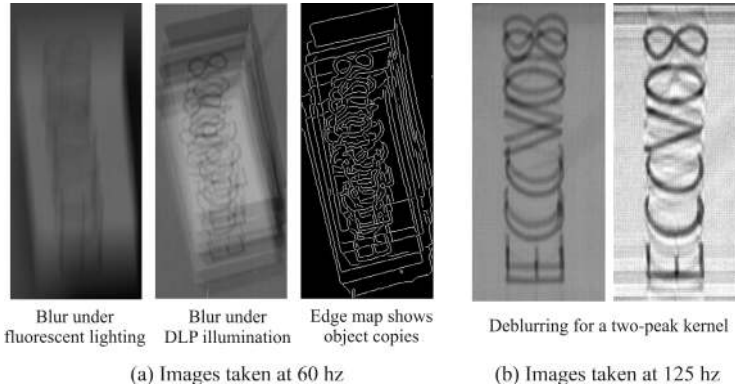 ECCV08
ECCV08
Blur under
fluorescent lighting
Blur under
DLP illumination
Edge map shows
object copies
Deblurring for a two-peak kernel
(a) Images taken at 60 hz
(b) Images taken at 125 hz